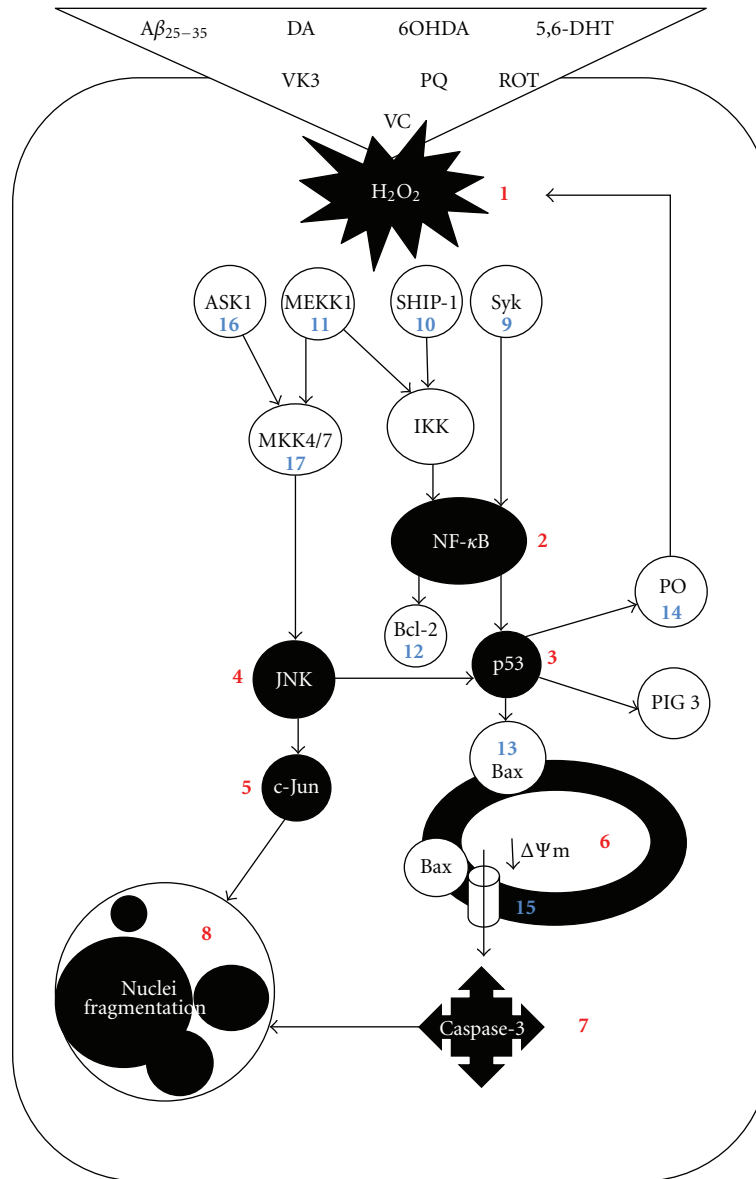 Aβ25−35 DA 6OHDA 5,6-DHT
VK3 PQ ROT
VC
H2O2 1
ASK1 MEKK1 SHIP-1 Syk
16 11 10 9
MKK4/7 IKK
17
NF-κB 2
PO
14
Bcl-2
12
p53 3
4 JNK
PIG 3
13
Bax
5 c-Jun
ΔΨm 6
Bax
15
8
Nuclei
fragmentation
Caspase-3 7